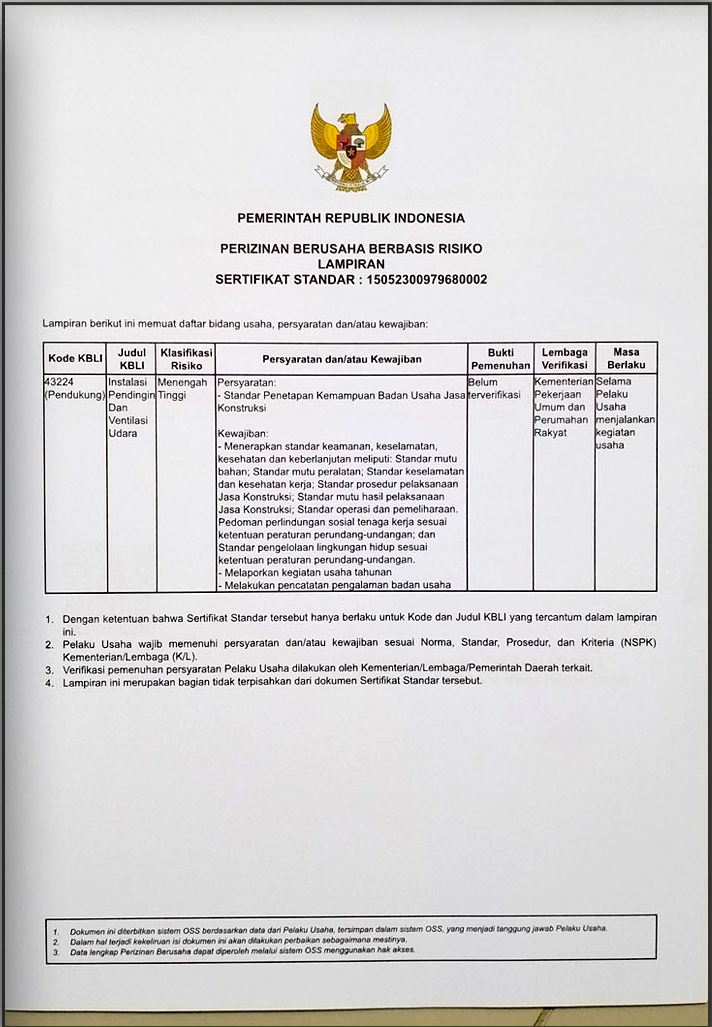 PEMERINTAH REPUBLIK INDONESIA
PERIZINAN BERUSAHA BERBASIS RISIKO
LAMPIRAN
SERTIFIKAT STANDAR : 15052300979680002
Lampiran berikut ini memuat daftar bidang usaha, persyaratan dan/atau kewajiban:
Kode KBLI
Judul
KBLI
Klasifikasi
Risiko
Persyaratan dan/atau Kewajiban
Bukti
Pemenuhan
Lembaga
Verifikasi
Masa
Berlaku
43224
(Pendukung)
Instalasi
Pendingin
Dan
Ventilasi
Udara
Menengah
Tinggi
Persyaratan:
- Standar Penetapan Kemampuan Badan Usaha Jasa
Konstruksi
Kewajiban:
- Menerapkan standar keamanan, keselamatan,
kesehatan dan keberlanjutan meliputi: Standar mutu
bahan; Standar mutu peralatan; Standar keselamatan
dan kesehatan kerja; Standar prosedur pelaksanaan
Jasa Konstruksi; Standar mutu hasil pelaksanaan
Jasa Konstruksi; Standar operasi dan pemeliharaan.
Pedoman perlindungan sosial tenaga kerja sesuai
ketentuan peraturan perundang-undangan; dan
Standar pengelolaan lingkungan hidup sesuai
ketentuan peraturan perundang-undangan.
- Melaporkan kegiatan usaha tahunan
- Melakukan pencatatan pengalaman badan usaha
Belum
terverifikasi
Kementerian
Pekerjaan
Umum dan
Perumahan
Rakyat
Selama
Pelaku
Usaha
menjalankan
kegiatan
usaha
1. Dengan ketentuan bahwa Sertifikat Standar tersebut hanya berlaku untuk Kode dan Judul KBLI yang tercantum dalam lampiran
ini.
2. Pelaku Usaha wajib memenuhi persyaratan dan/atau kewajiban sesuai Norma, Standar, Prosedur, dan Kriteria (NSPK)
Kementerian/Lembaga (K/L).
3. Verifikasi pemenuhan persyaratan Pelaku Usaha dilakukan oleh Kementerian/Lembaga/Pemerintah Daerah terkait.
4. Lampiran ini merupakan bagian tidak terpisahkan dari dokumen Sertifikat Standar tersebut.
1. Dokumen ini diterbitkan sistem OSS berdasarkan data dari Pelaku Usaha, tersimpan dalam sistem OSS, yang menjadi tanggung jawab Pelaku Usaha.
2. Dalam hal terjadi kekeliruan isi dokumen ini akan dilakukan perbaikan sebagaimana mestinya.
3. Data lengkap Perizinan Berusaha dapat diperoleh melalui sistem OSS menggunakan hak akses.